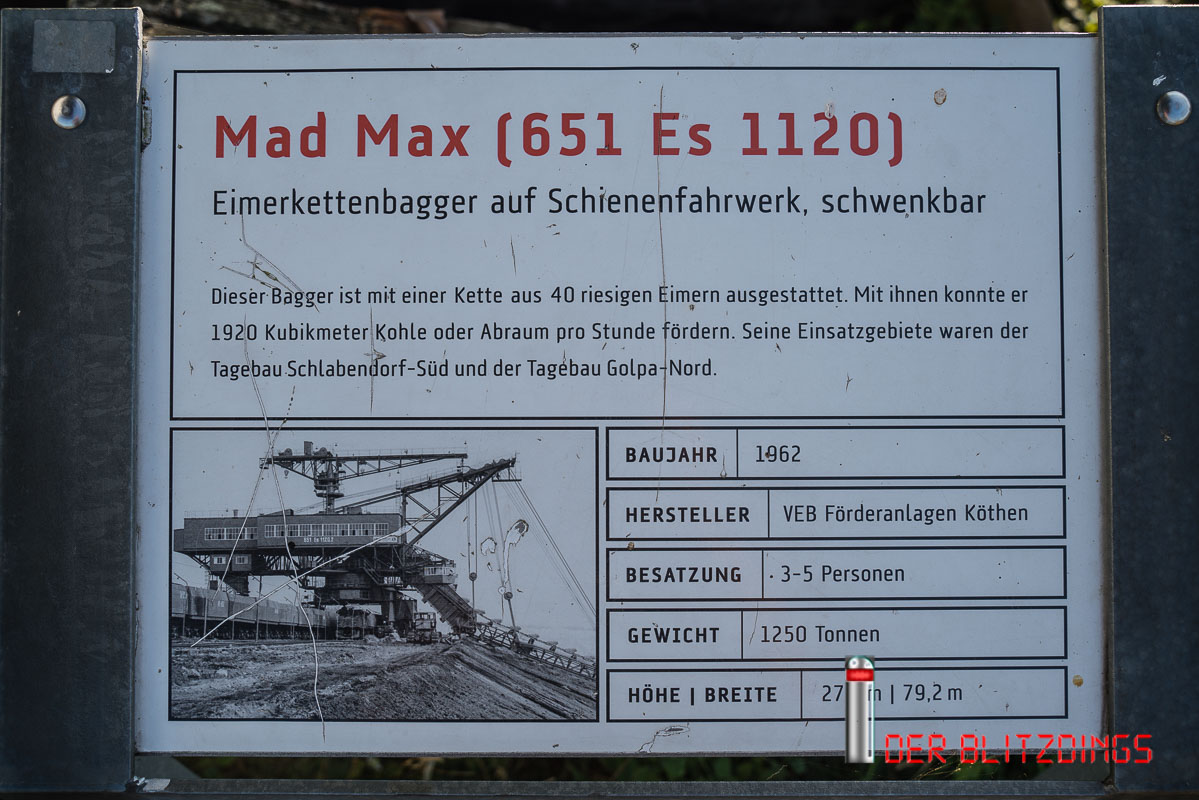 Mad Max (651 Es 1120)
Eimerkettenbagger auf Schienenfahrwerk, schwenkbar
Dieser Bagger ist mit einer Kette aus 40 riesigen Eimern ausgestattet. Mit ihnen konnte er
1920 Kubikmeter Kohle oder Abraum pro Stunde fördern. Seine Einsatzgebiete waren der
Tagebau Schlabendorf-Süd und der Tagebau Golpa-Nord.
BAUJAHR 1962
HERSTELLER VEB Förderanlagen Köthen
BESATZUNG 3-5 Personen
GEWICHT 1250 Tonnen
HÖHE | BREITE m | 79,2 m
DER BLITZDINGS